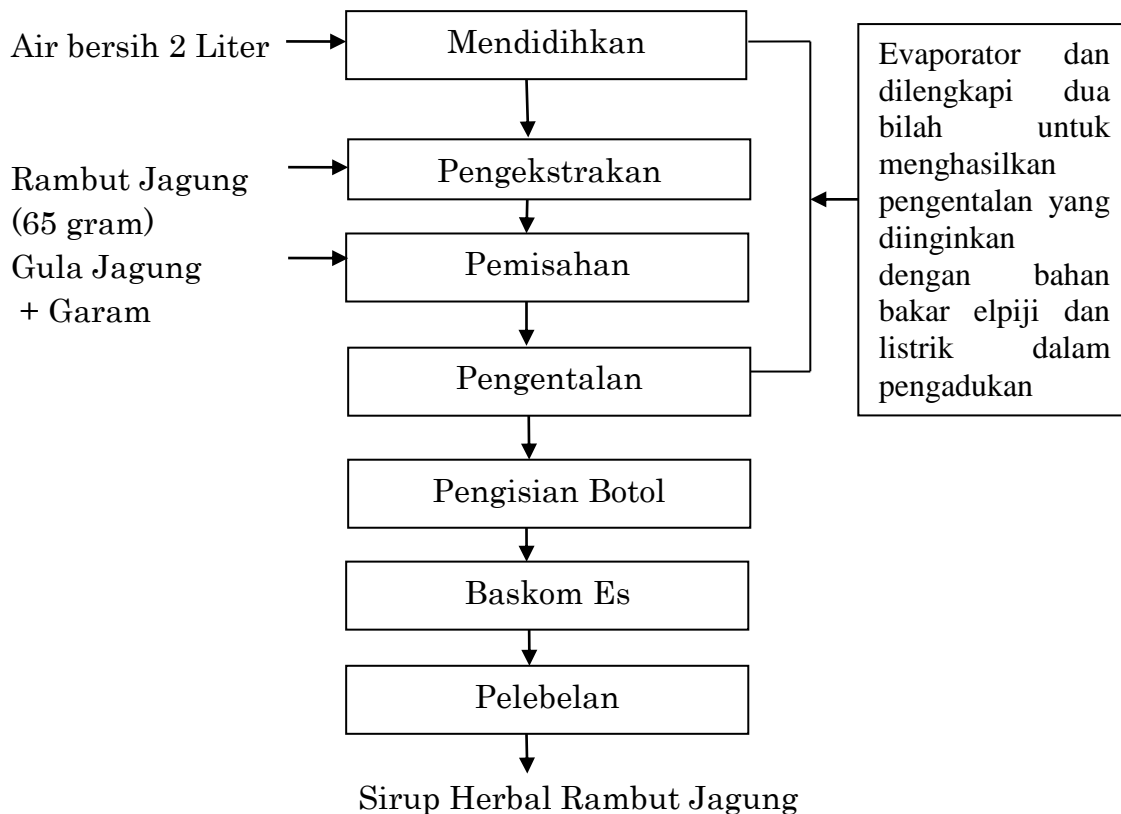 Air bersih 2 Liter
Mendidihkan
Rambut Jagung
(65 gram)
Gula Jagung
+ Garam
Pengekstrakan
Pemisahan
Pengentalan
Pengisian Botol
Baskom Es
Pelebelan
Sirup Herbal Rambut Jagung
Evaporator dan
dilengkapi dua
bilah untuk
menghasilkan
pengentalan yang
diinginkan
dengan bahan
bakar elpiji dan
listrik dalam
pengadukan